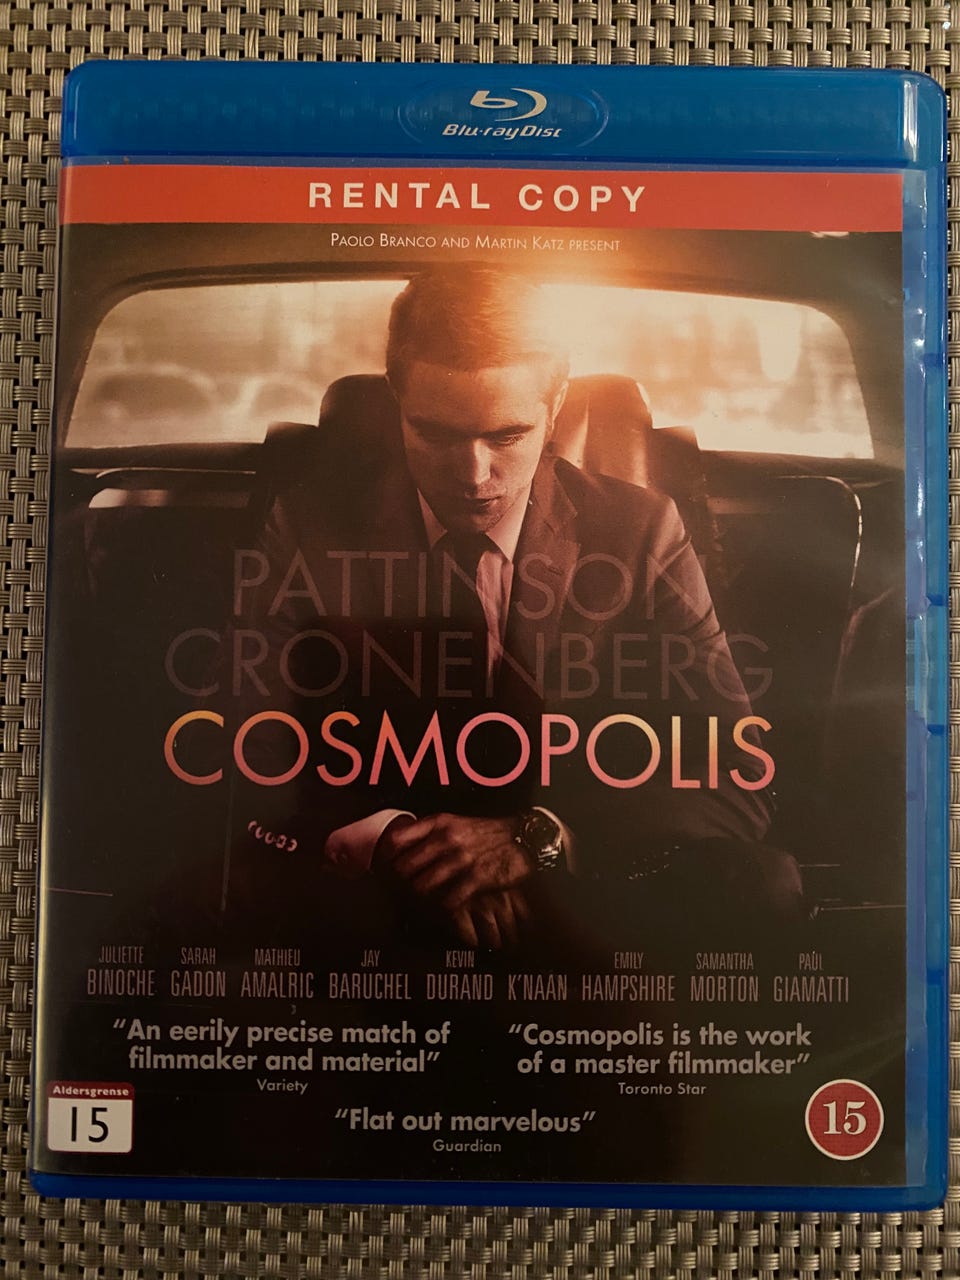 Blu-ray Disc
RENTAL COPY
PAOLO BRANCO AND MARTIN KATZ PRESENT
PATTINSON
CRONENBERG
COSMOPOLIS
JULIETTE BINOCHE
SARAH GADON
MATHIEU AMALRIC
JAY BARUCHEL
KEVIN DURAND
K'NAAN
EMILY HAMPSHIRE
SAMANTHA MORTON
PAUL GIAMATTI
“An eerily precise match of
filmmaker and material”
Variety
“Cosmopolis is the work
of a master filmmaker”
Toronto Star
“Flat out marvelous”
Guardian
Aldersgrense
15
15